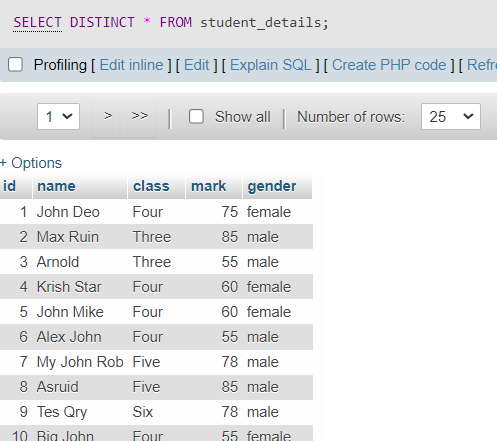 SELECT DISTINCT * FROM student_details;
Profiling [ Edit inline ] [ Edit ] [ Explain SQL ] [ Create PHP code ] [ Refr
1 > >> Show all Number of rows: 25
+ Options
id name class mark gender
1 John Deo Four 75 female
2 Max Ruin Three 85 male
3 Arnold Three 55 male
4 Krish Star Four 60 female
5 John Mike Four 60 female
6 Alex John Four 55 male
7 My John Rob Five 78 male
8 Asruid Five 85 male
9 Tes Qry Six 78 male
10 Big John Four 55 female